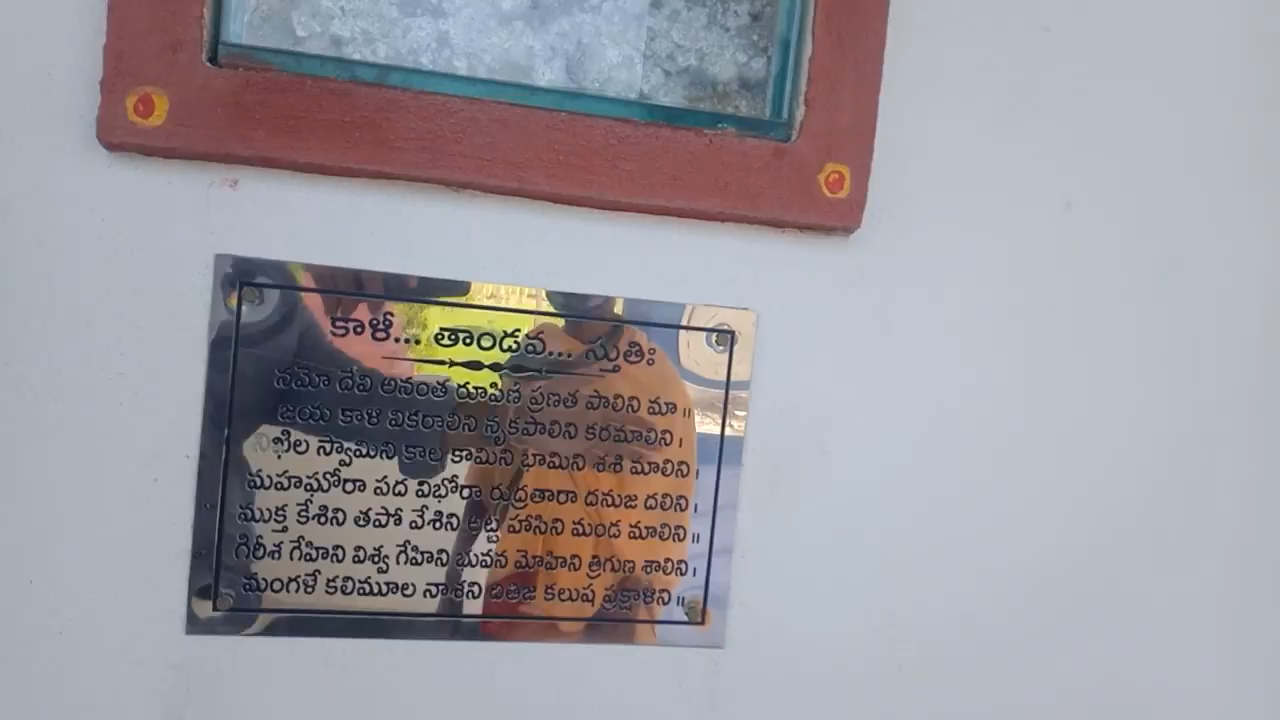 కాళీ... తాండవ... స్తుతిః
నమో దేవి అనంత రూపిణి ప్రణత పాలిని మా॥
జయ కాళి వికరాలిని నృకపాలిని కరమాలిని।
నిఖిల స్వామిని కాల కామిని భామిని శశి మాలిని।
మహఘోరా పద విభోరా రుద్రతారా దనుజ దలిని।
ముక్త కేశిని తపో వేశిని అట్ట హాసిని మండ మాలిని॥
గిరీశ గేహిని విశ్వ గేహిని భువన మోహిని త్రిగుణ శాలిని।
మంగళే కలిమూల నాశని దితిజ కలుష ప్రక్షాళిని॥